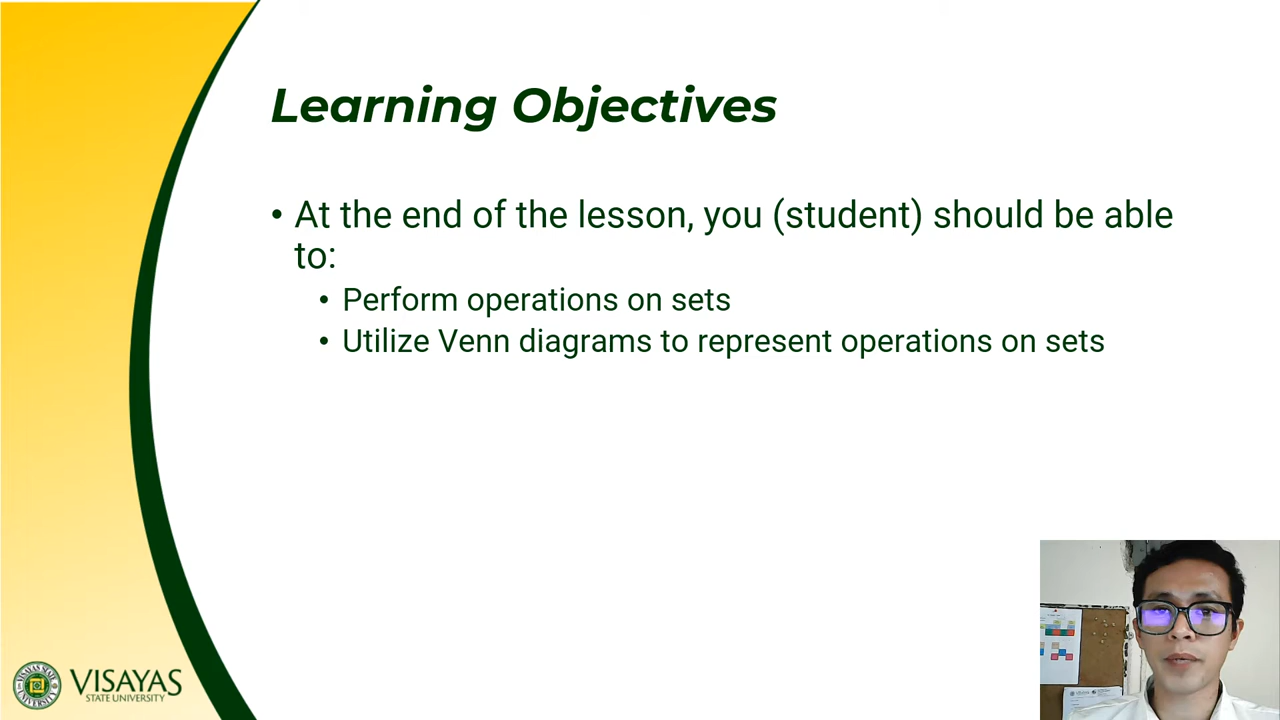 Learning Objectives
• At the end of the lesson, you (student) should be able
to:
• Perform operations on sets
• Utilize Venn diagrams to represent operations on sets
VISAYAS
STATE UNIVERSITY